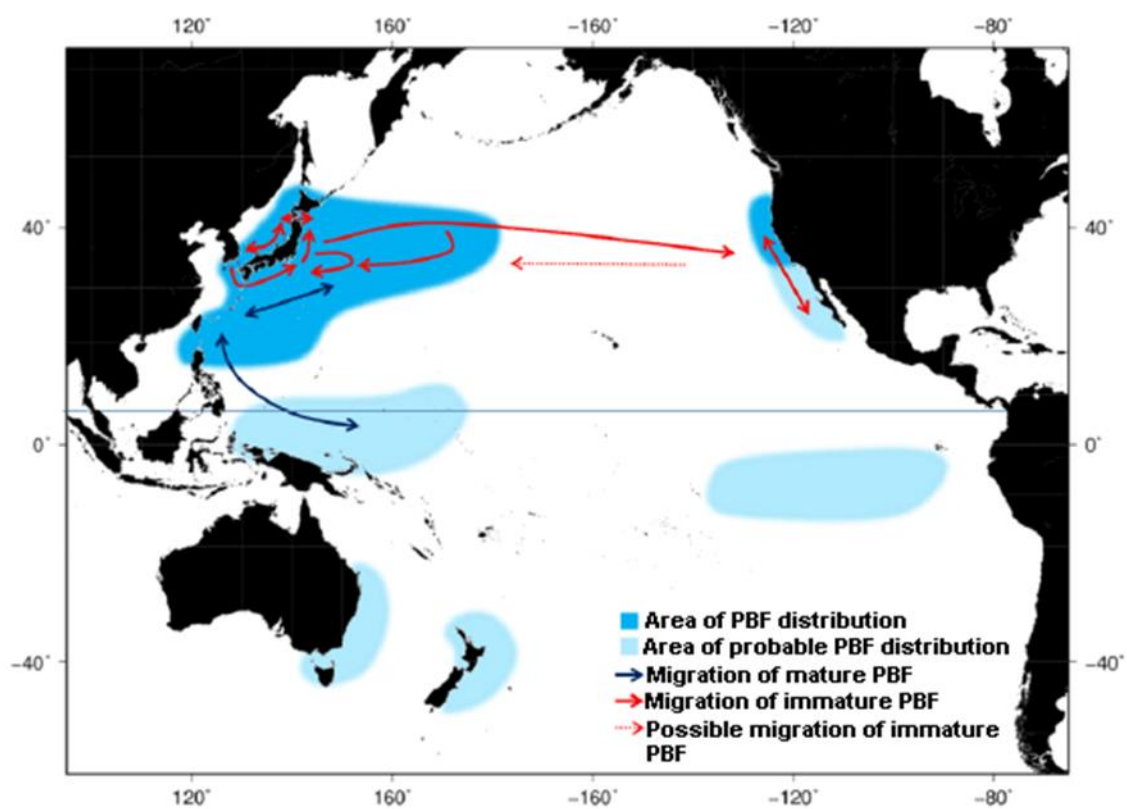 120° 160° −160° −120° −80°
40° 40°
0° 0°
−40° −40°
Area of PBF distribution
Area of probable PBF distribution
Migration of mature PBF
Migration of immature PBF
Possible migration of immature
PBF
120° 160° −160° −120° −80°